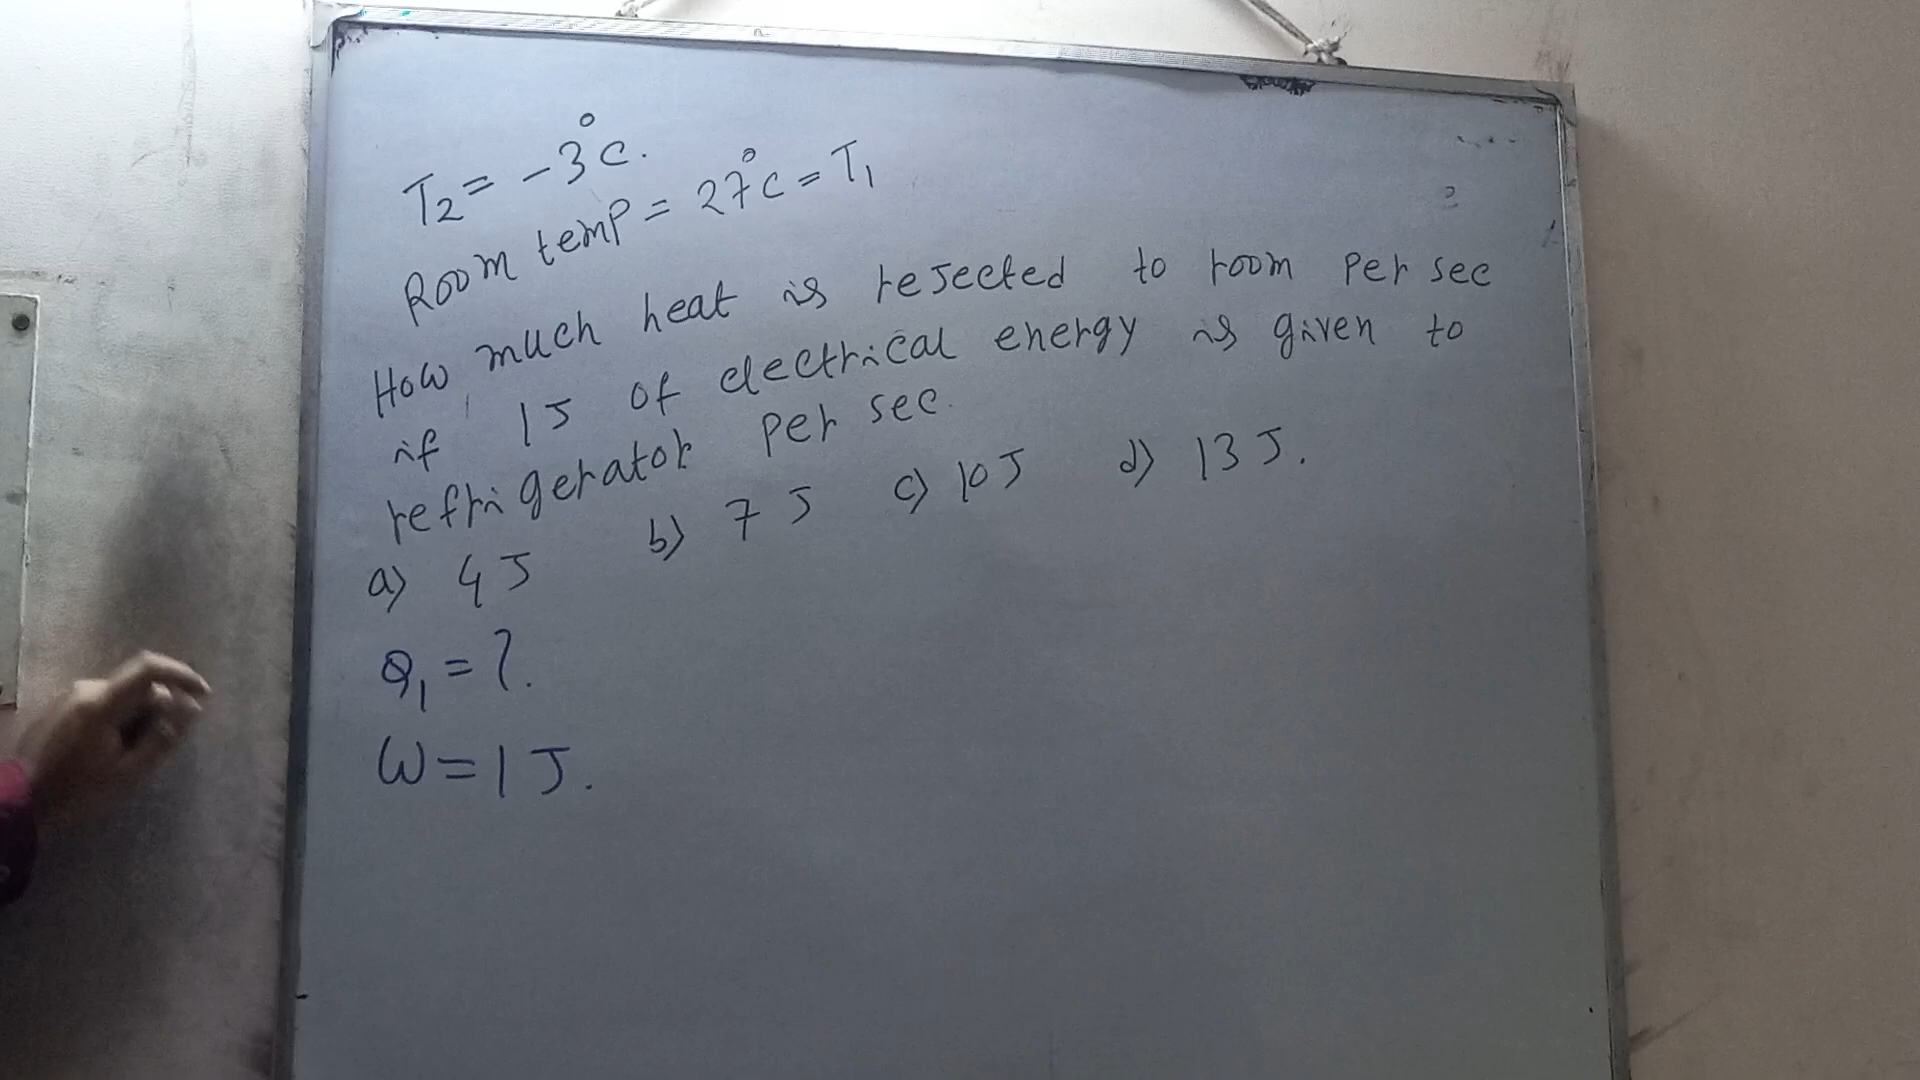 T₂ = -3°C.
Room temp = 27°C = T₁
How much heat is rejected to room per sec
if 1J of electrical energy is given to
refrigerator per sec.
a) 4J b) 7J c) 10J d) 13J.
Q₁ = ?.
W = 1J.